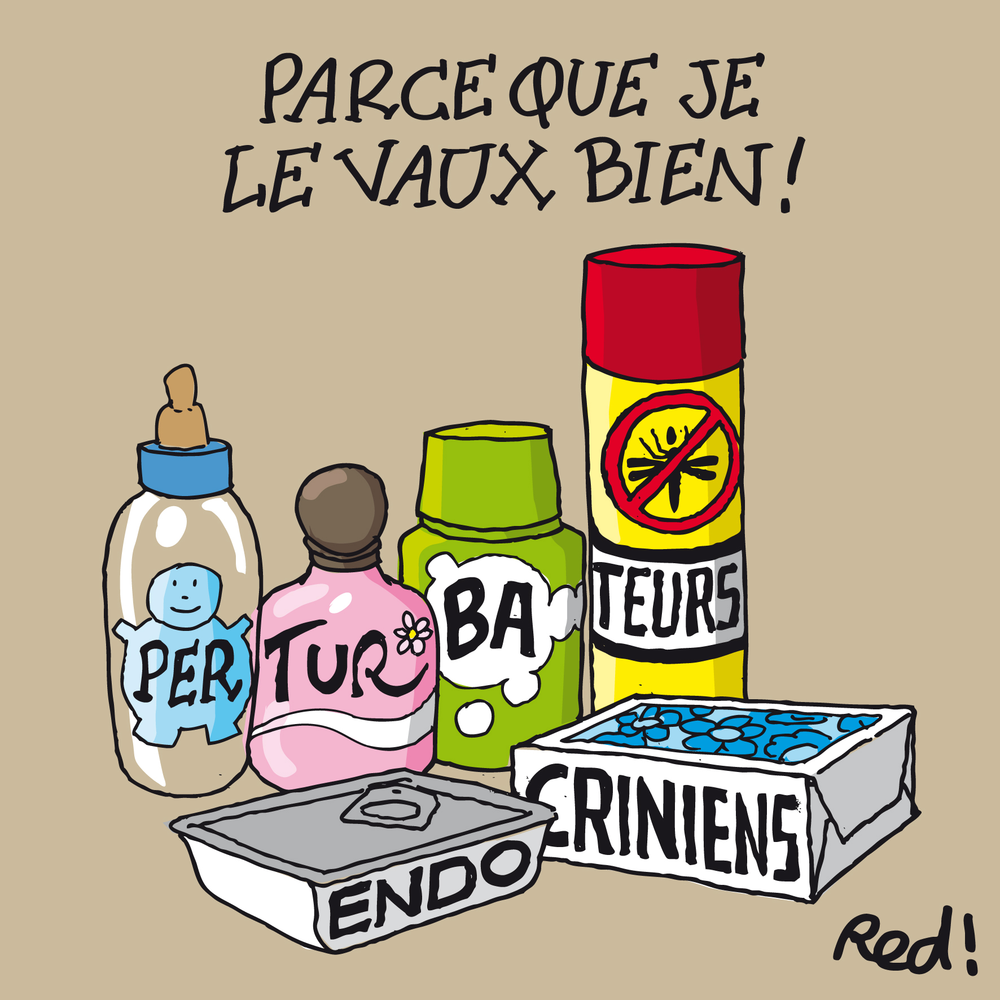 PARCE QUE JE
LE VAUX BIEN!
PER
TUR
BA
TEURS
ENDO
CRINIENS
Red!